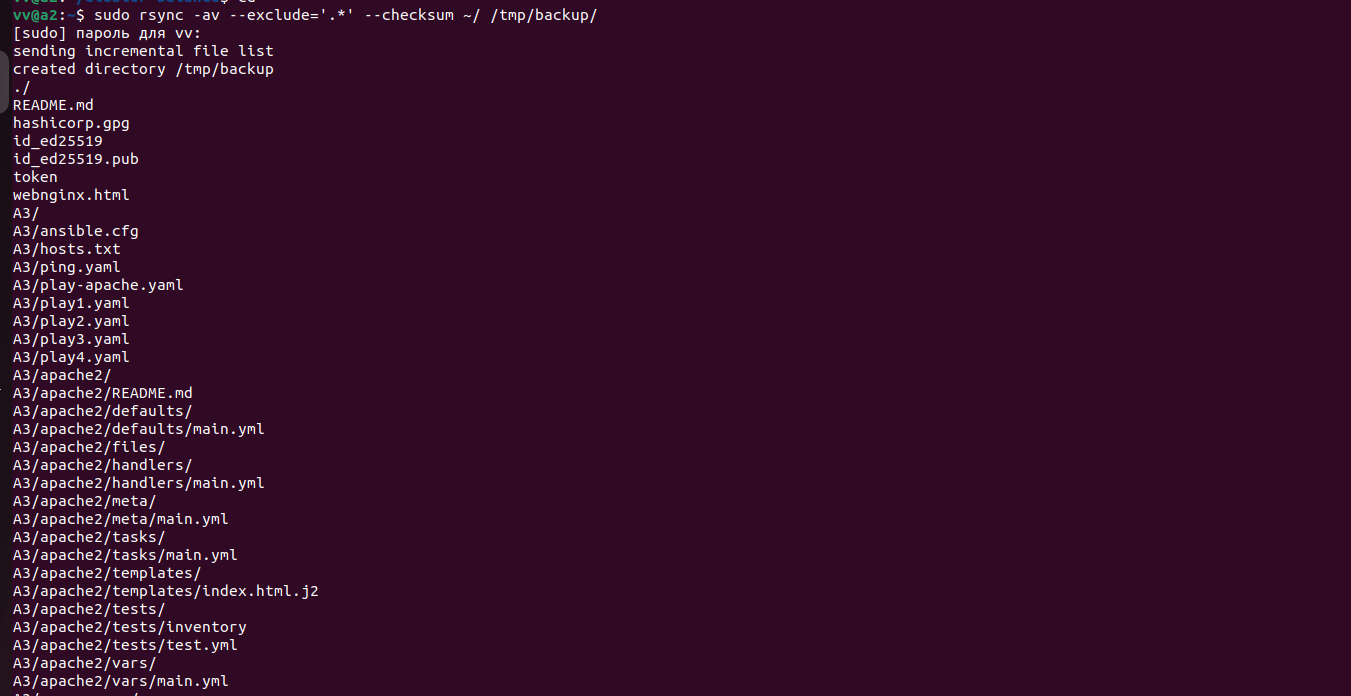 vv@a2:~$ sudo rsync -av --exclude='.*' --checksum ~/ /tmp/backup/
[sudo] пароль для vv:
sending incremental file list
created directory /tmp/backup
./
README.md
hashicorp.gpg
id_ed25519
id_ed25519.pub
token
webnginx.html
A3/
A3/ansible.cfg
A3/hosts.txt
A3/ping.yaml
A3/play-apache.yaml
A3/play1.yaml
A3/play2.yaml
A3/play3.yaml
A3/play4.yaml
A3/apache2/
A3/apache2/README.md
A3/apache2/defaults/
A3/apache2/defaults/main.yml
A3/apache2/files/
A3/apache2/handlers/
A3/apache2/handlers/main.yml
A3/apache2/meta/
A3/apache2/meta/main.yml
A3/apache2/tasks/
A3/apache2/tasks/main.yml
A3/apache2/templates/
A3/apache2/templates/index.html.j2
A3/apache2/tests/
A3/apache2/tests/inventory
A3/apache2/tests/test.yml
A3/apache2/vars/
A3/apache2/vars/main.yml